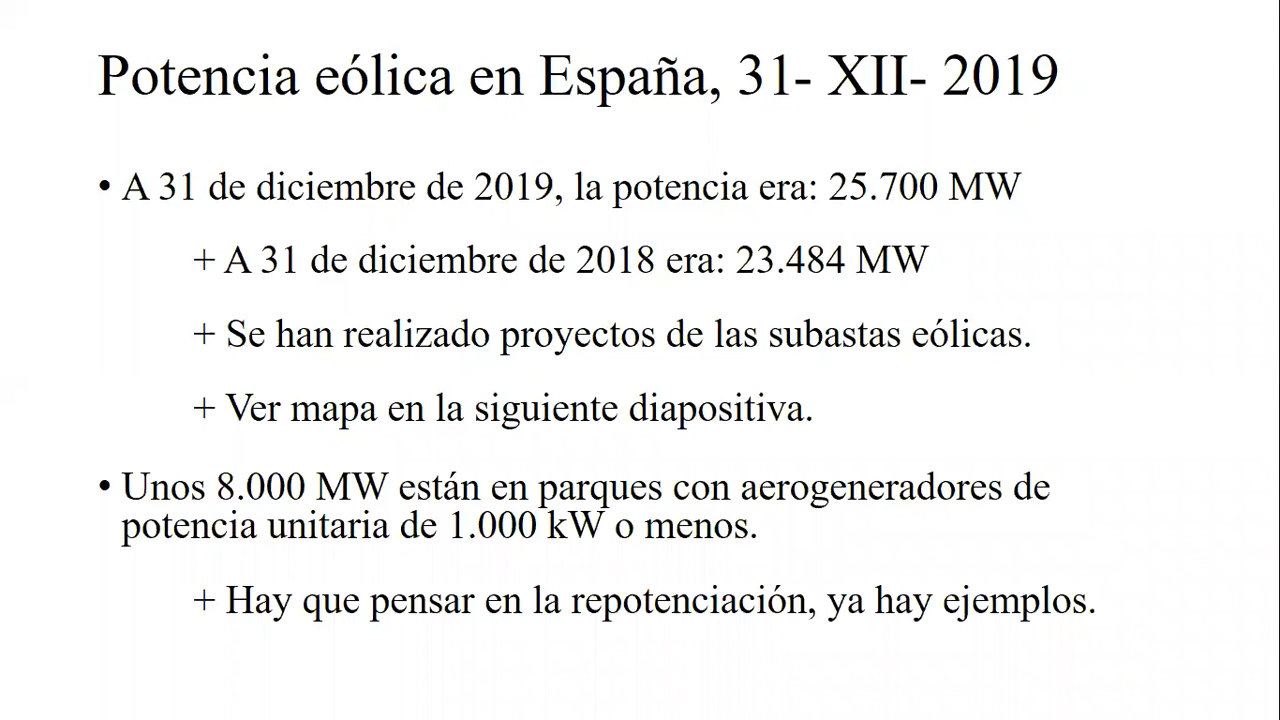 Potencia eólica en España, 31- XII- 2019
• A 31 de diciembre de 2019, la potencia era: 25.700 MW
+ A 31 de diciembre de 2018 era: 23.484 MW
+ Se han realizado proyectos de las subastas eólicas.
+ Ver mapa en la siguiente diapositiva.
• Unos 8.000 MW están en parques con aerogeneradores de
potencia unitaria de 1.000 kW o menos.
+ Hay que pensar en la repotenciación, ya hay ejemplos.